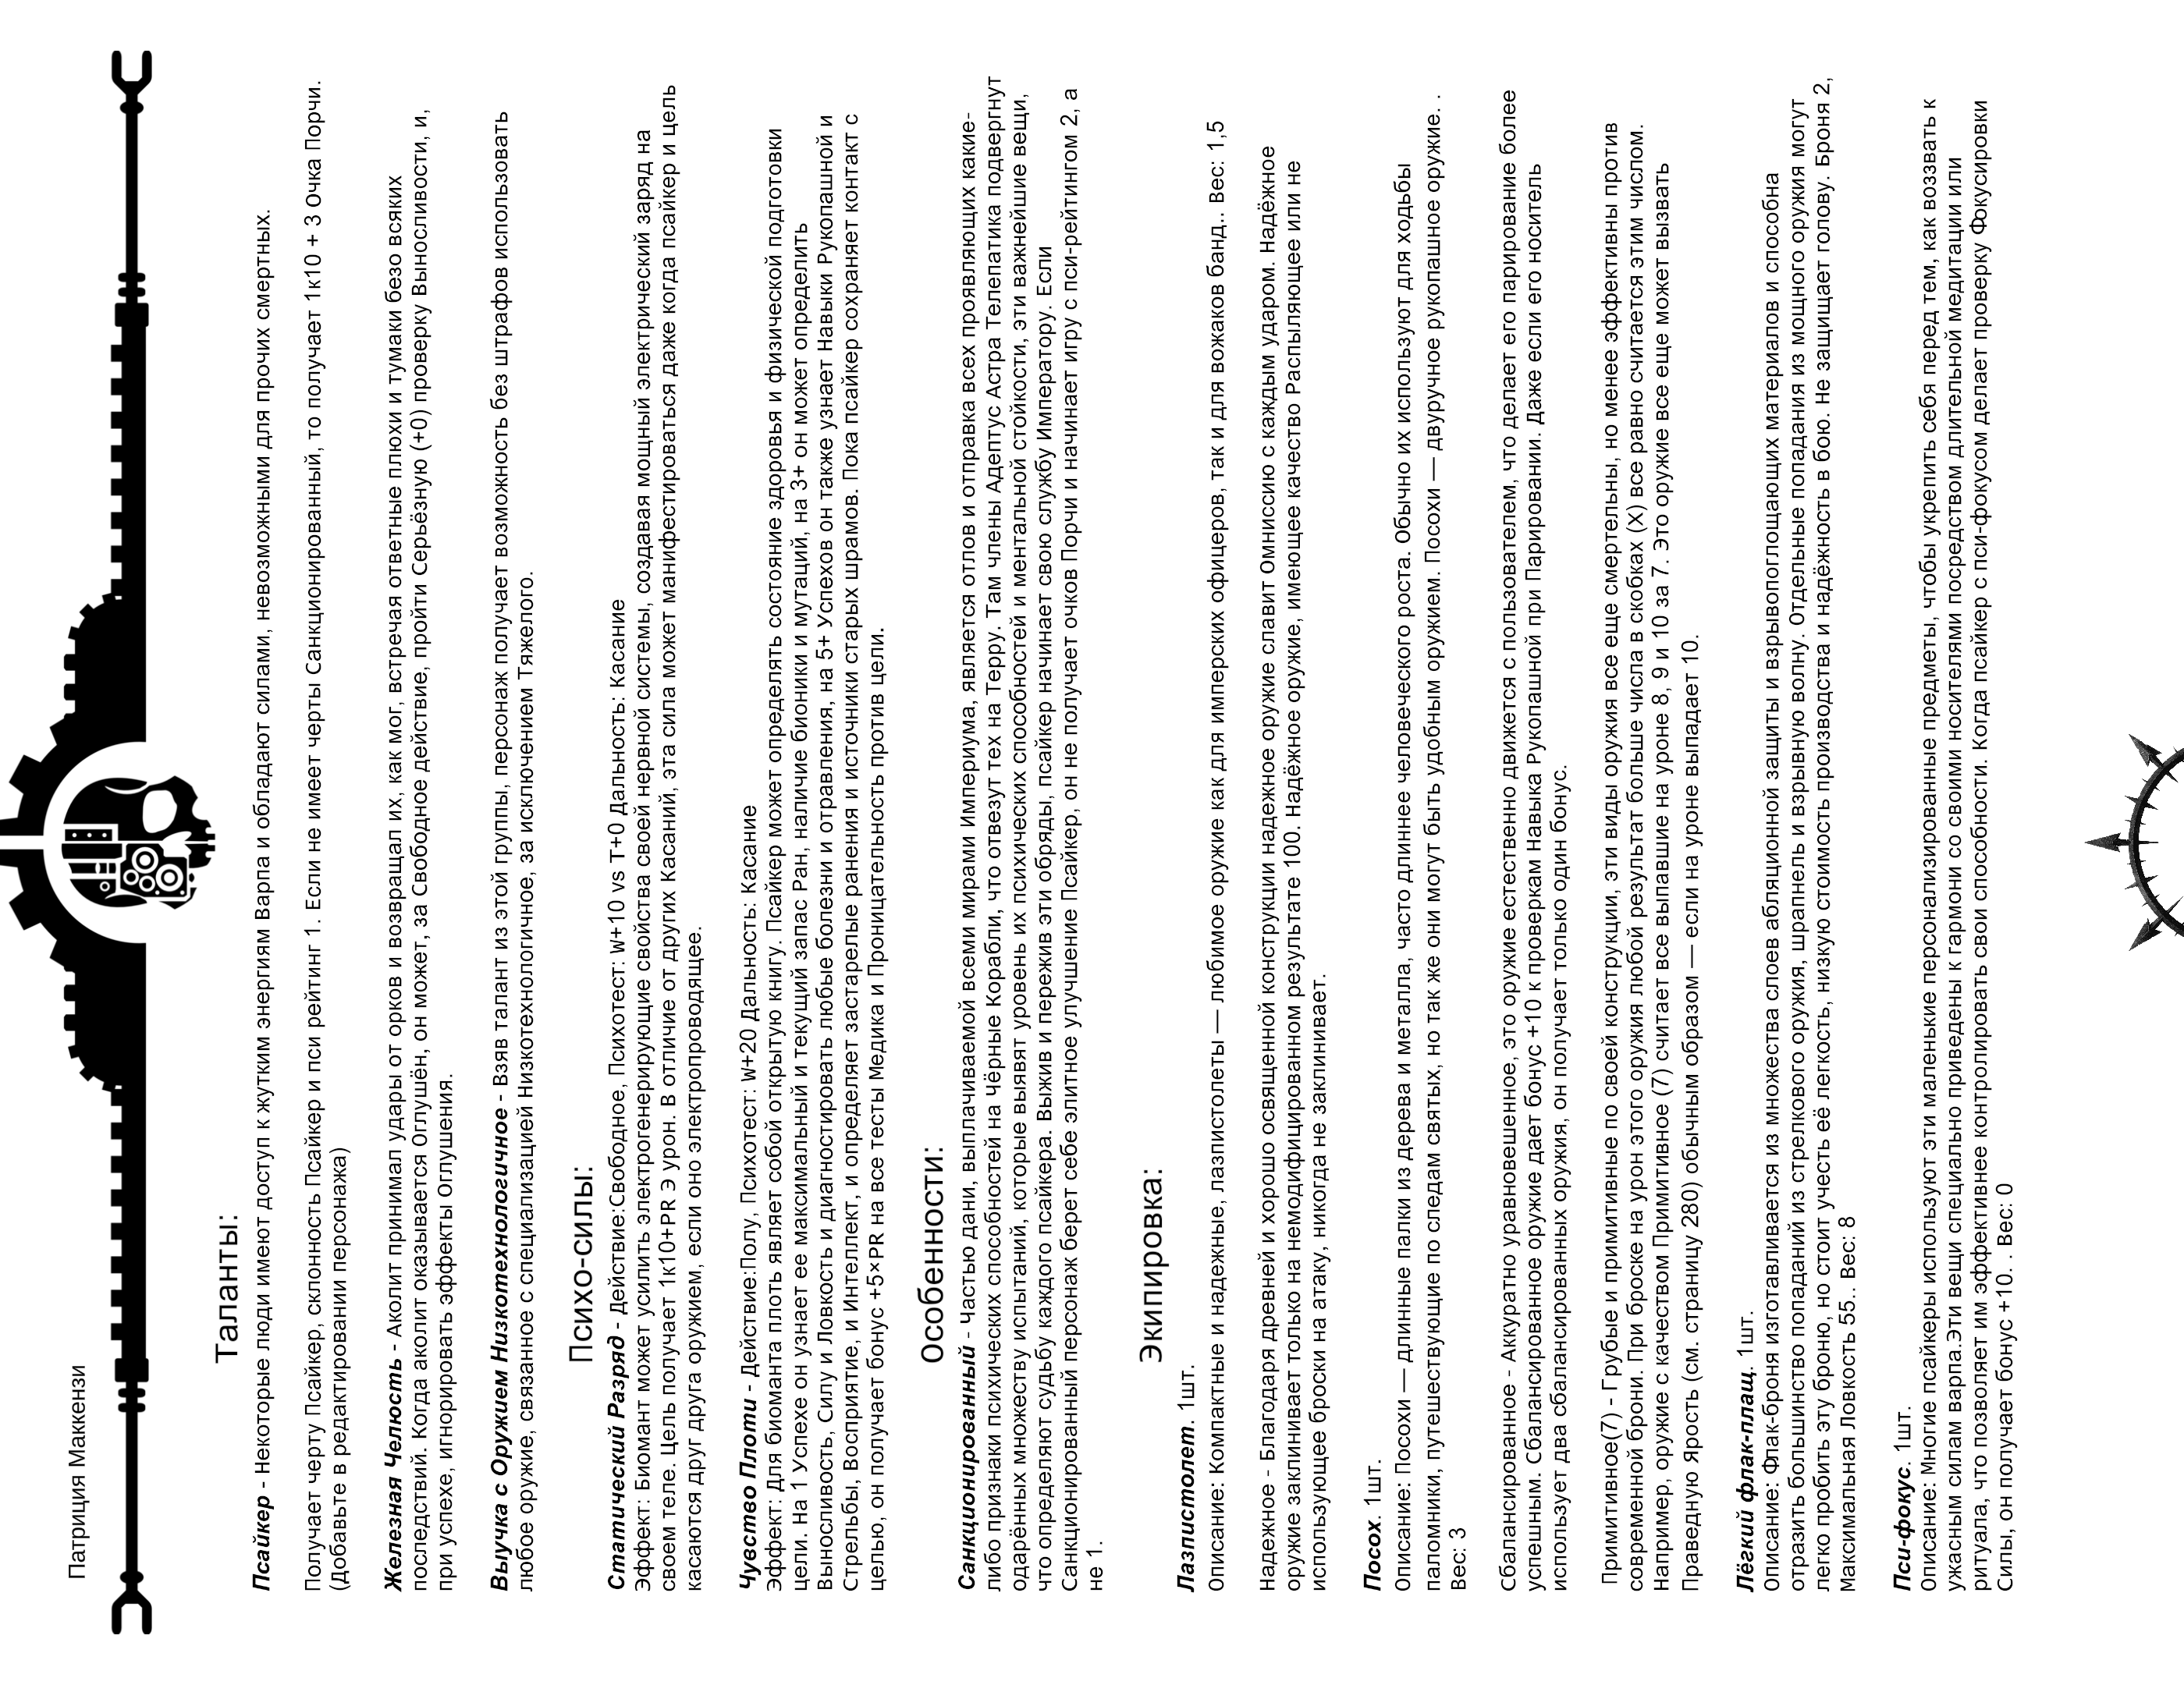 Патриция Маккензи
Таланты:
Псайкер - Некоторые люди имеют доступ к жутким энергиям Варпа и обладают силами, невозможными для прочих смертных.
Получает черту Псайкер, склонность Псайкер и пси рейтинг 1. Если не имеет черты Санкционированный, то получает 1к10 + 3 Очка Порчи.
(Добавьте в редактировании персонажа)
Железная Челюсть - Аколит принимал удары от орков и возвращал их, как мог, встречая ответные плюхи и тумаки безо всяких
последствий. Когда аколит оказывается Оглушён, он может, за Свободное действие, пройти Серьёзную (+0) проверку Выносливости, и,
при успехе, игнорировать эффекты Оглушения.
Выучка с Оружием Низкотехнологичное - Взяв талант из этой группы, персонаж получает возможность без штрафов использовать
любое оружие, связанное с специализацией Низкотехнологичное, за исключением Тяжелого.
Психо-силы:
Статический Разряд - Действие:Свободное, Психотест: W+10 vs T+0 Дальность: Касание
Эффект: Биомант может усилить электрогенерирующие свойства своей нервной системы, создавая мощный электрический заряд на
своем теле. Цель получает 1к10+PR Э урон. В отличие от других Касаний, эта сила может манифестироваться даже когда псайкер и цель
касаются друг друга оружием, если оно электропроводящее.
Чувство Плоти - Действие:Полу, Психотест: W+20 Дальность: Касание
Эффект: Для биоманта плоть являет собой открытую книгу. Псайкер может определять состояние здоровья и физической подготовки
цели. На 1 Успехе он узнает ее максимальный и текущий запас Ран, наличие бионики и мутаций, на 3+ он может определить
Выносливость, Силу и Ловкость и диагностировать любые болезни и отравления, на 5+ Успехов он также узнает Навыки Рукопашной и
Стрельбы, Восприятие, и Интеллект, и определяет застарелые ранения и источники старых шрамов. Пока псайкер сохраняет контакт с
целью, он получает бонус +5×PR на все тесты Медика и Проницательность против цели.
Особенности:
Санкционированный - Частью дани, выплачиваемой всеми мирами Империума, является отлов и отправка всех проявляющих какие-
либо признаки психических способностей на Чёрные Корабли, что отвезут тех на Терру. Там члены Адептус Астра Телепатика подвергнут
одарённых множеству испытаний, которые выявят уровень их психических способностей и ментальной стойкости, эти важнейшие вещи,
что определяют судьбу каждого псайкера. Выжив и пережив эти обряды, псайкер начинает свою службу Императору. Если
Санкционированный персонаж берет себе элитное улучшение Псайкер, он не получает очков Порчи и начинает игру с пси-рейтингом 2, а
не 1.
Экипировка:
Лазпистолет. 1шт.
Описание: Компактные и надежные, лазпистолеты — любимое оружие как для имперских офицеров, так и для вожаков банд.. Вес: 1,5
Надежное - Благодаря древней и хорошо освященной конструкции надежное оружие славит Омниссию с каждым ударом. Надёжное
оружие заклинивает только на немодифицированном результате 100. Надёжное оружие, имеющее качество Распыляющее или не
использующее броски на атаку, никогда не заклинивает.
Посох. 1шт.
Описание: Посохи — длинные палки из дерева и металла, часто длиннее человеческого роста. Обычно их используют для ходьбы
паломники, путешествующие по следам святых, но так же они могут быть удобным оружием. Посохи — двуручное рукопашное оружие. .
Вес: 3
Сбалансированное - Аккуратно уравновешенное, это оружие естественно движется с пользователем, что делает его парирование более
успешным. Сбалансированное оружие дает бонус +10 к проверкам навыка Рукопашной при Парировании. Даже если его носитель
использует два сбалансированных оружия, он получает только один бонус.
Примитивное(7) - Грубые и примитивные по своей конструкции, эти виды оружия все еще смертельны, но менее эффективны против
современной брони. При броске на урон этого оружия любой результат больше числа в скобках (X) все равно считается этим числом.
Например, оружие с качеством Примитивное (7) считает все выпавшие на уроне 8, 9 и 10 за 7. Это оружие все еще может вызвать
Праведную Ярость (см. страницу 280) обычным образом — если на уроне выпадает 10.
Лёгкий флак-плащ. 1шт.
Описание: Флак-броня изготавливается из множества слоев абляционной защиты и взрывопоглощающих материалов и способна
отразить большинство попаданий из стрелкового оружия, шрапнель и взрывную волну. Отдельные попадания из мощного оружия могут
легко пробить эту броню, но стоит учесть её легкость, низкую стоимость производства и надёжность в бою. Не защищает голову. Броня 2,
Максимальная Ловкость 55.. Вес: 8
Пси-фокус. 1шт.
Описание: Многие псайкеры используют эти маленькие персонализированные предметы, чтобы укрепить себя перед тем, как воззвать к
ужасным силам варпа.Эти вещи специально приведены к гармони со своими носителями посредством длительной медитации или
ритуала, что позволяет им эффективнее контролировать свои способности. Когда псайкер с пси-фокусом делает проверку Фокусировки
Силы, он получает бонус +10. . Вес: 0